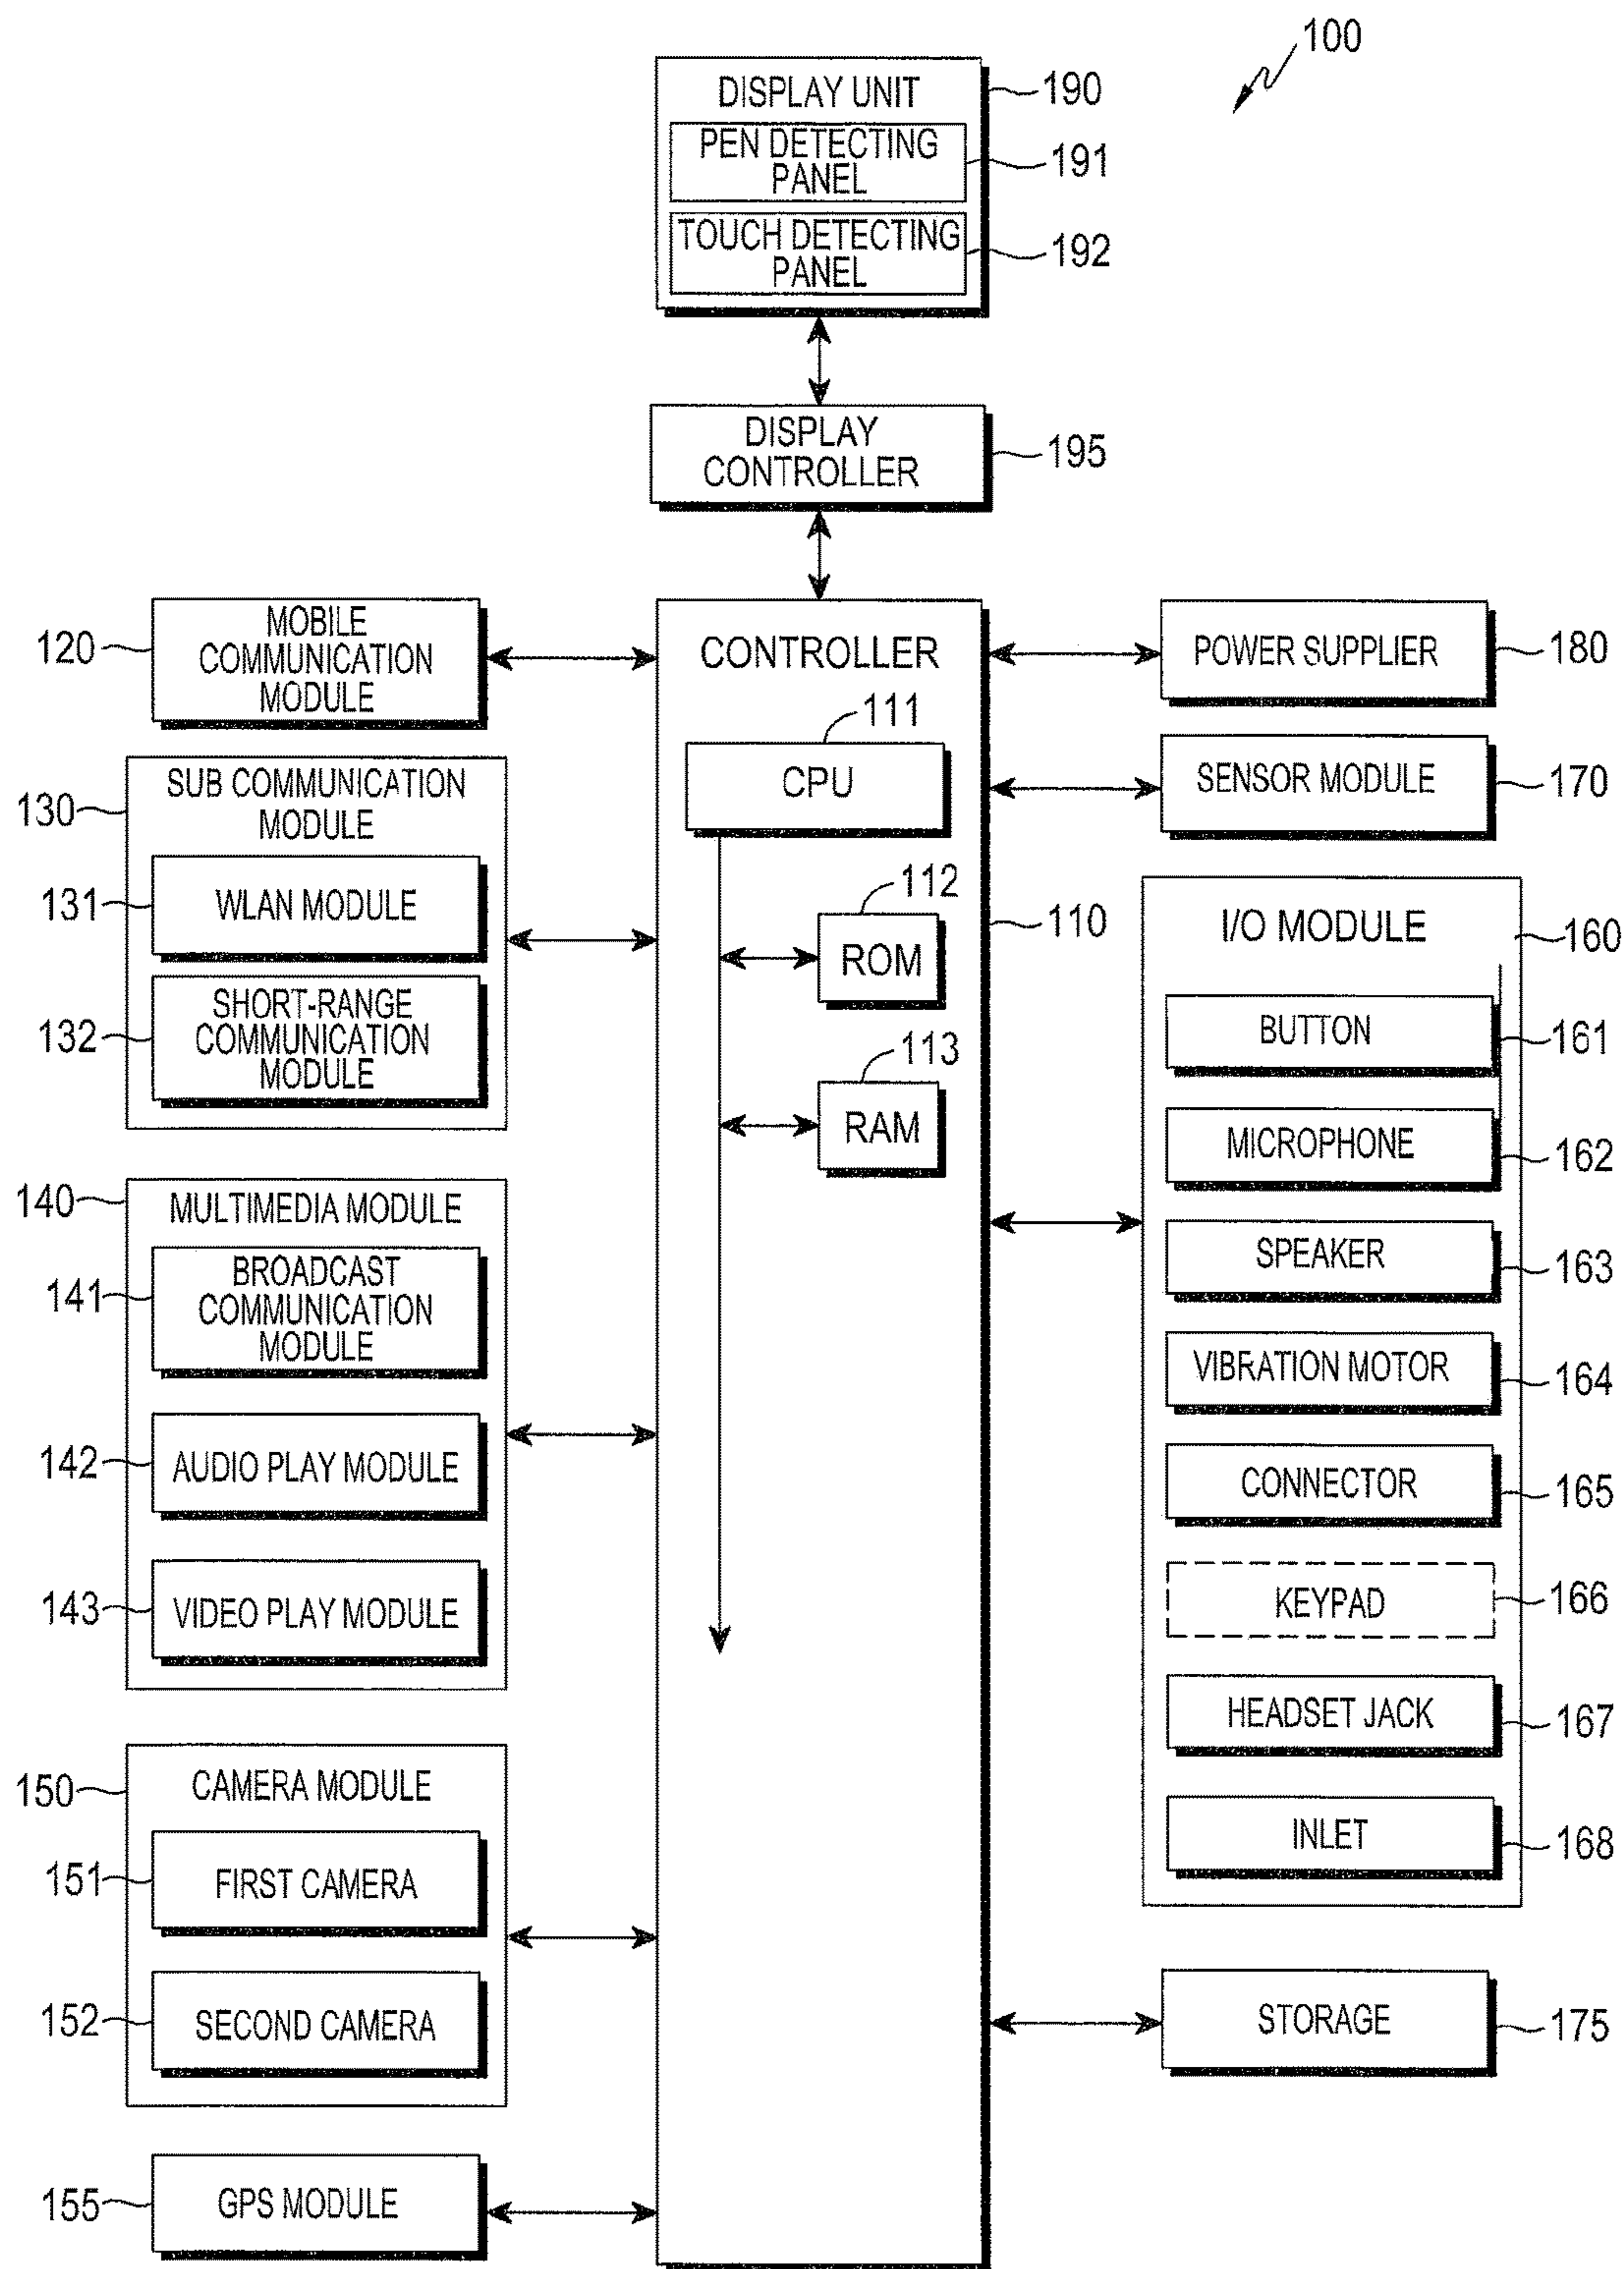 100
DISPLAY UNIT
190
PEN DETECTING
PANEL
191
TOUCH DETECTING
PANEL
192
DISPLAY
CONTROLLER
195
120
MOBILE
COMMUNICATION
MODULE
130
SUB COMMUNICATION
MODULE
131
WLAN MODULE
132
SHORT-RANGE
COMMUNICATION
MODULE
140
MULTIMEDIA MODULE
141
BROADCAST
COMMUNICATION
MODULE
142
AUDIO PLAY MODULE
143
VIDEO PLAY MODULE
150
CAMERA MODULE
151
FIRST CAMERA
152
SECOND CAMERA
155
GPS MODULE
CONTROLLER
111
CPU
112
ROM
113
RAM
110
POWER SUPPLIER
180
SENSOR MODULE
170
I/O MODULE
160
BUTTON
161
MICROPHONE
162
SPEAKER
163
VIBRATION MOTOR
164
CONNECTOR
165
KEYPAD
166
HEADSET JACK
167
INLET
168
STORAGE
175